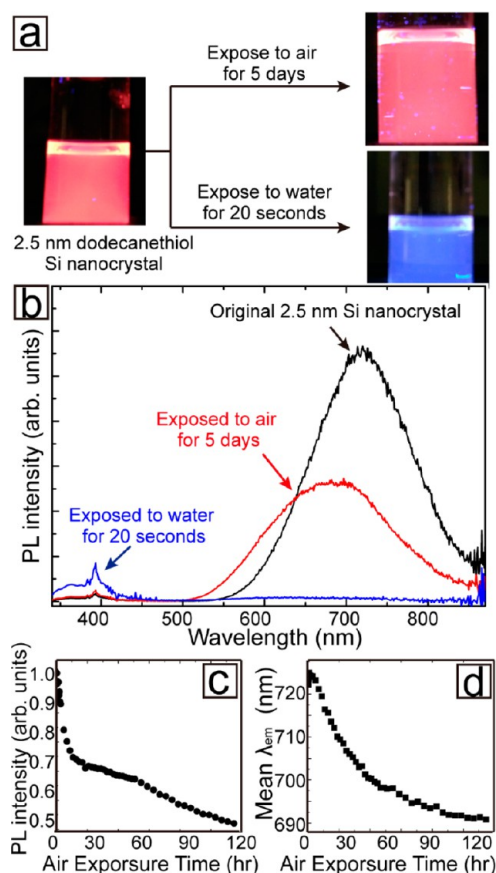 a
Expose to air
for 5 days
Expose to water
for 20 seconds
2.5 nm dodecanethiol
Si nanocrystal
b
Original 2.5 nm Si nanocrystal
Exposed to air
for 5 days
Exposed to water
for 20 seconds
PL intensity (arb. units)
400 500 600 700 800
Wavelength (nm)
c
PL intensity (arb. units)
1.0
0.9
0.8
0.7
0.6
0.5
0 30 60 90 120
Air Exporsure Time (hr)
d
Mean λem (nm)
720
710
700
690
0 30 60 90 120
Air Exporsure Time (hr)